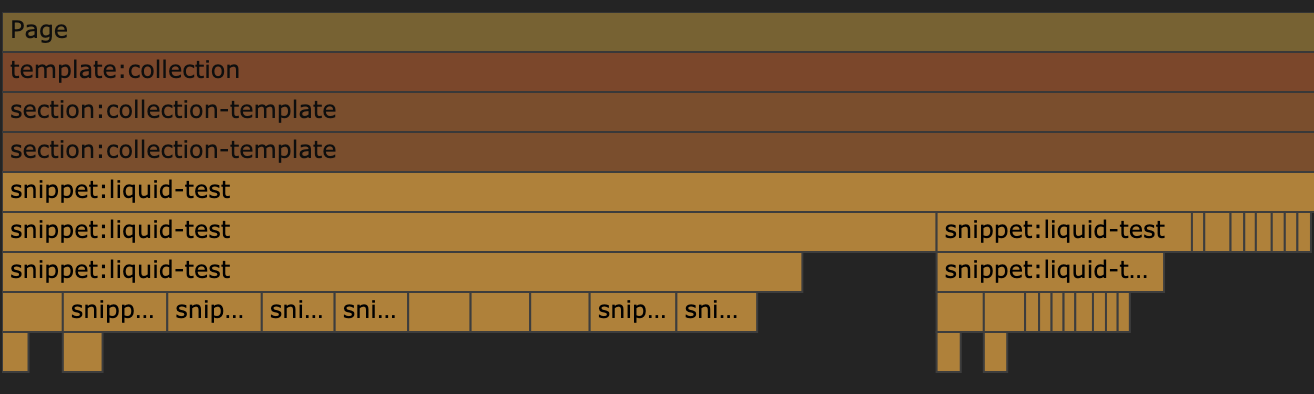 Page
template:collection
section:collection-template
section:collection-template
snippet:liquid-test
snippet:liquid-test snippet:liquid-test
snippet:liquid-test snippet:liquid-t...
snipp... snip... sni... sni... snip... sni...